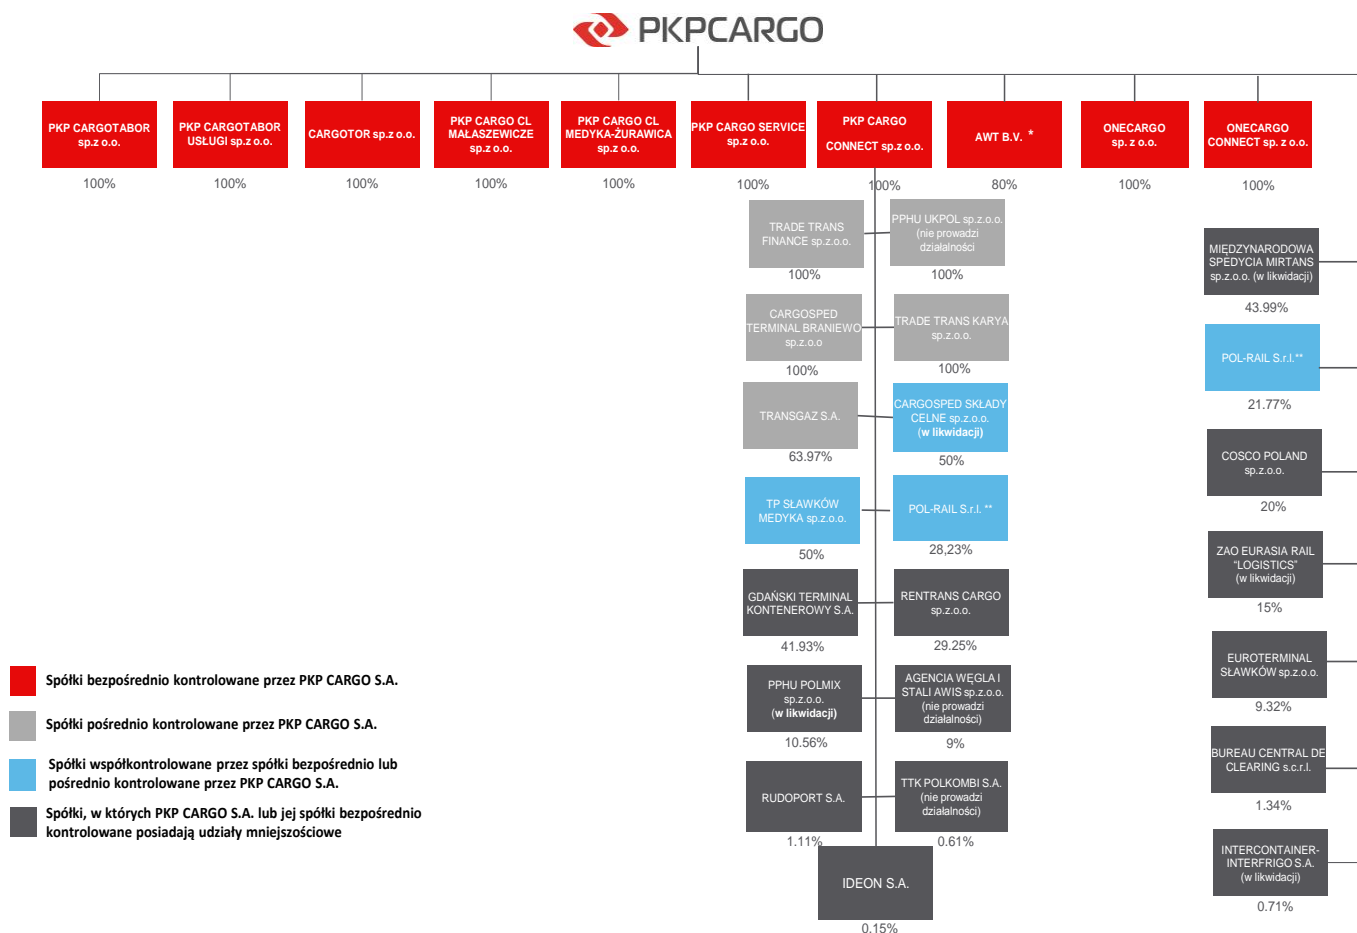 PKPCARGO
PKP CARGOTABOR
sp.z o.o.
100%
PKP CARGOTABOR
USŁUGI sp.z o.o.
100%
CARGOTOR sp.z o.o.
100%
PKP CARGO CL
MAŁASZEWICZE
sp.z o.o.
100%
PKP CARGO CL
MEDYKA-ŻURAWICA
sp.z o.o.
100%
PKP CARGO SERVICE
sp.z o.o.
100%
PKP CARGO
CONNECT sp.z o.o.
100%
AWT B.V. *
80%
ONECARGO
sp. z o.o.
100%
ONECARGO
CONNECT sp. z o.o.
100%
TRADE TRANS
FINANCE sp.z.o.o.
100%
PPHU UKPOL sp.z.o.o.
(nie prowadzi
działalności
100%
CARGOSPED
TERMINAL BRANIEWO
sp.z.o.o
100%
TRADE TRANS KARYA
sp.z.o.o.
100%
TRANSGAZ S.A.
63.97%
CARGOSPED SKŁADY
CELNE sp.z.o.o.
(w likwidacji)
50%
TP SŁAWKÓW
MEDYKA sp.z.o.o.
50%
POL-RAIL S.r.l. **
28,23%
GDAŃSKI TERMINAL
KONTENEROWY S.A.
41.93%
RENTRANS CARGO
sp.z.o.o.
29.25%
PPHU POLMIX
sp.z.o.o.
(w likwidacji)
10.56%
AGENCIA WĘGLA I
STALI AWIS sp.z.o.o.
(nie prowadzi
działalności)
9%
RUDOPORT S.A.
1.11%
TTK POLKOMBI S.A.
(nie prowadzi
działalności)
0.61%
IDEON S.A.
0.15%
MIĘDZYNARODOWA
SPEDYCIA MIRTANS
sp.z.o.o. (w likwidacji)
43.99%
POL-RAIL S.r.l.**
21.77%
COSCO POLAND
sp.z.o.o.
20%
ZAO EURASIA RAIL
"LOGISTICS"
(w likwidacji)
15%
EUROTERMINAL
SŁAWKÓW sp.z.o.o.
9.32%
BUREAU CENTRAL DE
CLEARING s.c.r.l.
1.34%
INTERCONTAINER-
INTERFRIGO S.A.
(w likwidacji)
0.71%
Spółki bezpośrednio kontrolowane przez PKP CARGO S.A.
Spółki pośrednio kontrolowane przez PKP CARGO S.A.
Spółki współkontrolowane przez spółki bezpośrednio lub
pośrednio kontrolowane przez PKP CARGO S.A.
Spółki, w których PKP CARGO S.A. lub jej spółki bezpośrednio
kontrolowane posiadają udziały mniejszościowe